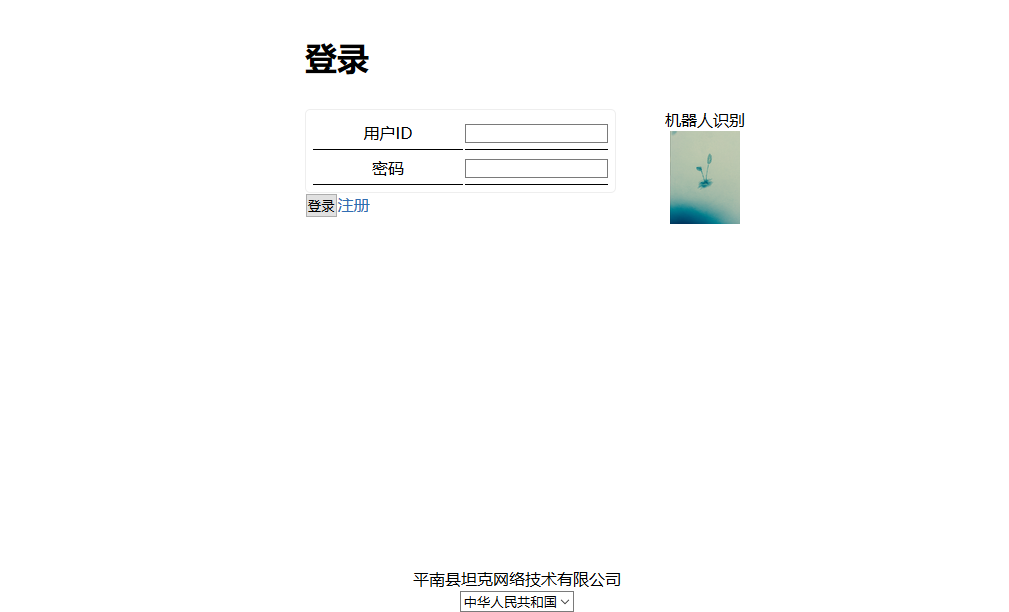 登录
用户ID
密码
登录注册
机器人识别
平南县坦克网络技术有限公司
中华人民共和国